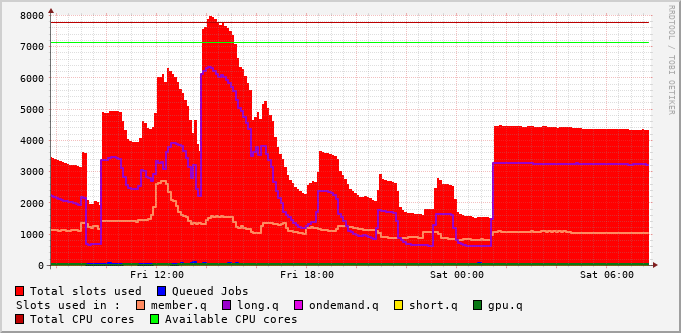 8000
7000
6000
5000
4000
3000
2000
1000
0
Fri 12:00 Fri 18:00 Sat 00:00 Sat 06:00
Total slots used Queued Jobs
Slots used in : member.q long.q ondemand.q short.q gpu.q
Total CPU cores Available CPU cores
RRDTOOL / TOBI OETIKER